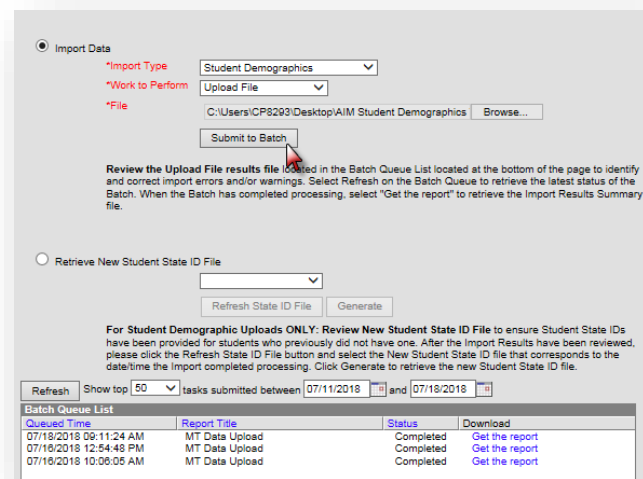 Import Data
*Import Type Student Demographics
*Work to Perform Upload File
*File C:\Users\CP8293\Desktop\AIM Student Demographics Browse...
Submit to Batch
Review the Upload File results file located in the Batch Queue List located at the bottom of the page to identify
and correct import errors and/or warnings. Select Refresh on the Batch Queue to retrieve the latest status of the
Batch. When the Batch has completed processing, select "Get the report" to retrieve the Import Results Summary
file.
Retrieve New Student State ID File
Refresh State ID File Generate
For Student Demographic Uploads ONLY: Review New Student State ID File to ensure Student State IDs
have been provided for students who previously did not have one. After the Import Results have been reviewed,
please click the Refresh State ID File button and select the New Student State ID file that corresponds to the
date/time the Import completed processing. Click Generate to retrieve the new Student State ID file.
Refresh Show top 50 tasks submitted between 07/11/2018 and 07/18/2018
Batch Queue List
Queued Time Report Title Status Download
07/18/2018 09:11:24 AM MT Data Upload Completed Get the report
07/16/2018 12:54:48 PM MT Data Upload Completed Get the report
07/16/2018 10:06:05 AM MT Data Upload Completed Get the report